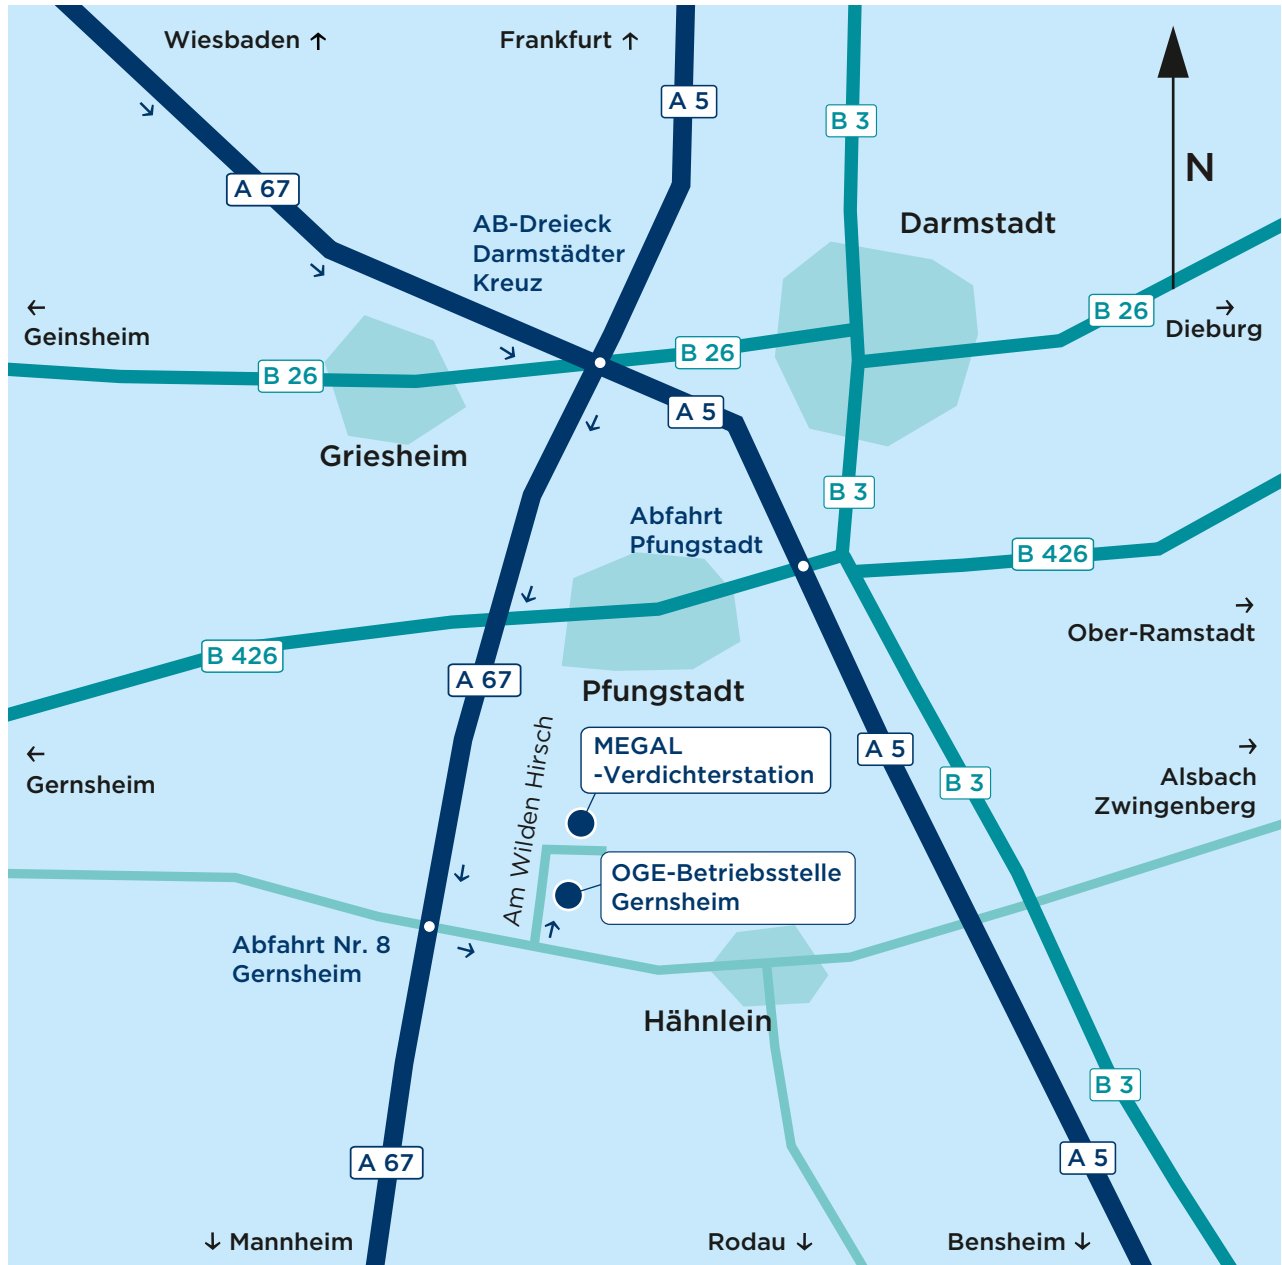 Wiesbaden ↑
Frankfurt ↑
A 5
B 3
N
A 67
AB-Dreieck
Darmstädter
Kreuz
Darmstadt
←
Geinsheim
B 26
→
Dieburg
B 26
B 26
A 5
Griesheim
B 3
Abfahrt
Pfungstadt
B 426
→
Ober-Ramstadt
B 426
A 67
Pfungstadt
←
Gernsheim
Am Wilden Hirsch
MEGAL
-Verdichterstation
A 5
B 3
→
Alsbach
Zwingenberg
OGE-Betriebsstelle
Gernsheim
Abfahrt Nr. 8
Gernsheim
Hähnlein
B 3
A 67
A 5
↓ Mannheim
Rodau ↓
Bensheim ↓